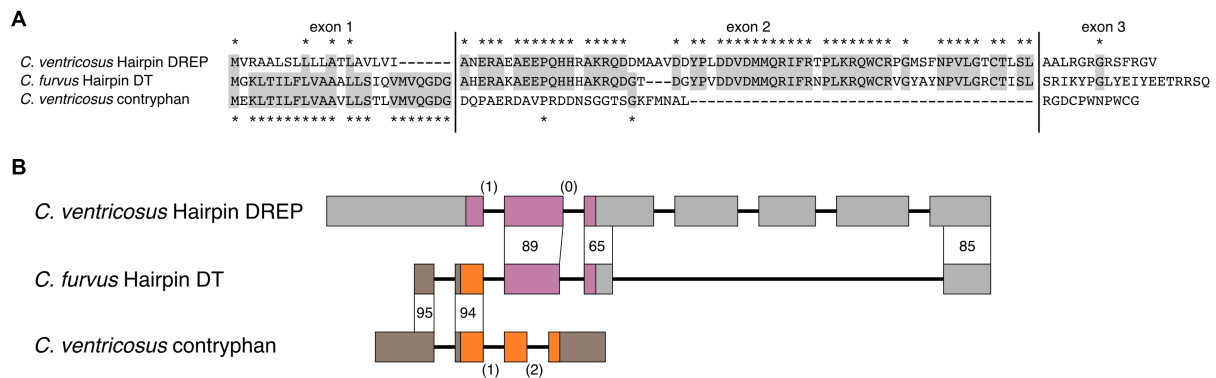 A
exon 1 exon 2 exon 3
* * * * * *** ******* ***** * ** ************** ********* * ***** ** ** *
C. ventricosus Hairpin DREP MVRAALSLLLLATLAVLVI------ ANERAEAEEPQHHRAKRQDDMAAVDDYPLDDVDMMQRIFRTPLKRQWCRPGMSFNPVLGTCTLSL AALRGRGRSFRGV
C. furvus Hairpin DT MGKLTILFLVAAALLSIQVMVQGDG AHERAEAEEPQHHHAKRQDGT---DGYPVDDVDMMQRIFRNPLKRQWCRVGYAYNPVLGRCTISL SRIKYPGLYEIYEETRRSQ
C. ventricosus contryphan MEKLTILFLVAAVLLSTLVMVQGDG DQPAERDAVPRDDNSGGTSGKFMNAL--------------------------------------- RGDCPWNPWCG
* ********** *** ******* * *
B
(1) (0)
C. ventricosus Hairpin DREP
89 65 85
C. furvus Hairpin DT
95 94
C. ventricosus contryphan
(1) (2)